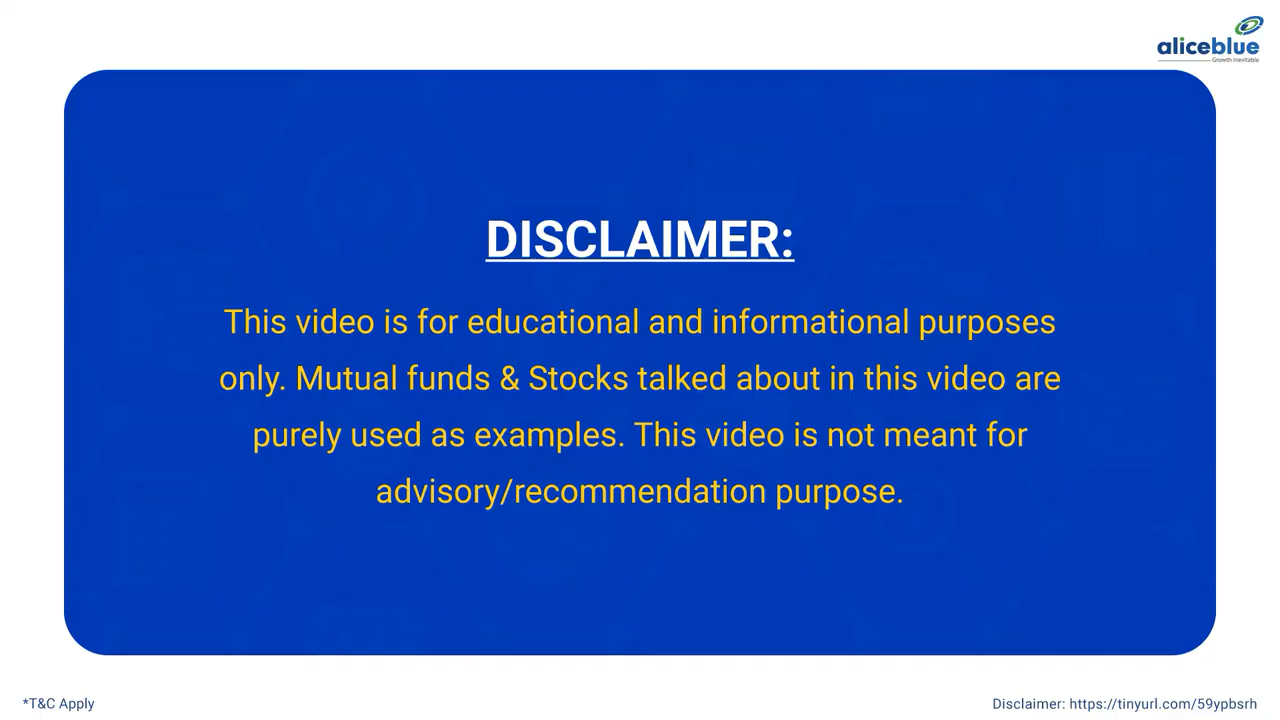 aliceblue
Growth Inevitable
DISCLAIMER:
This video is for educational and informational purposes
only. Mutual funds & Stocks talked about in this video are
purely used as examples. This video is not meant for
advisory/recommendation purpose.
*T&C Apply
Disclaimer: https://tinyurl.com/59ypbsrh